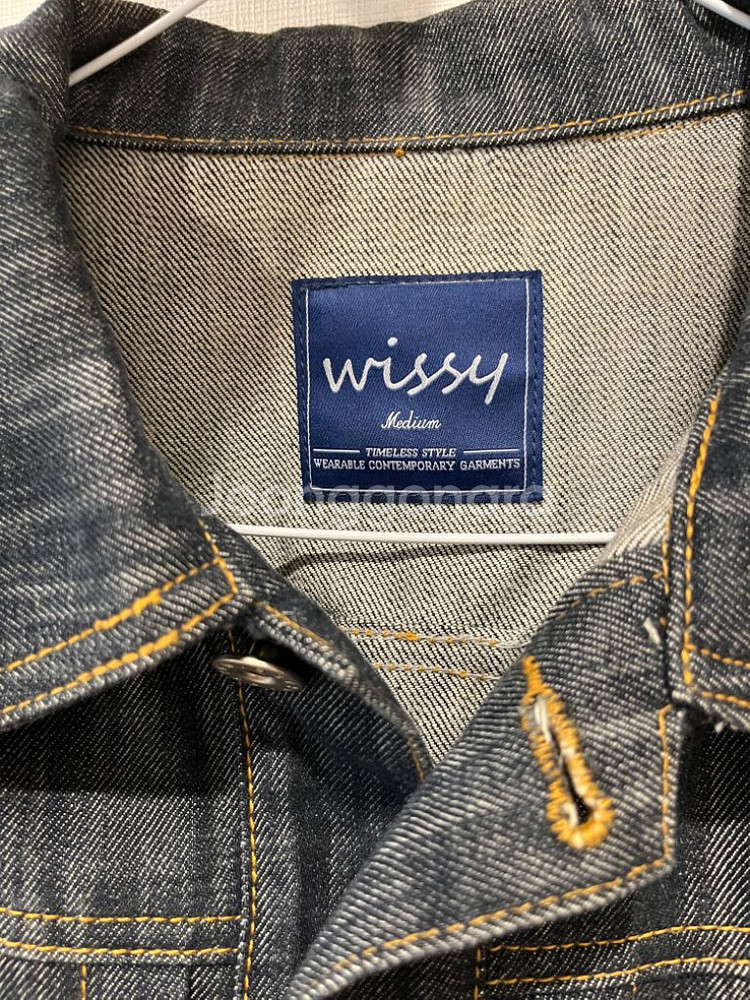 wissy
Medium
TIMELESS STYLE
WEARABLE CONTEMPORARY GARMENTS